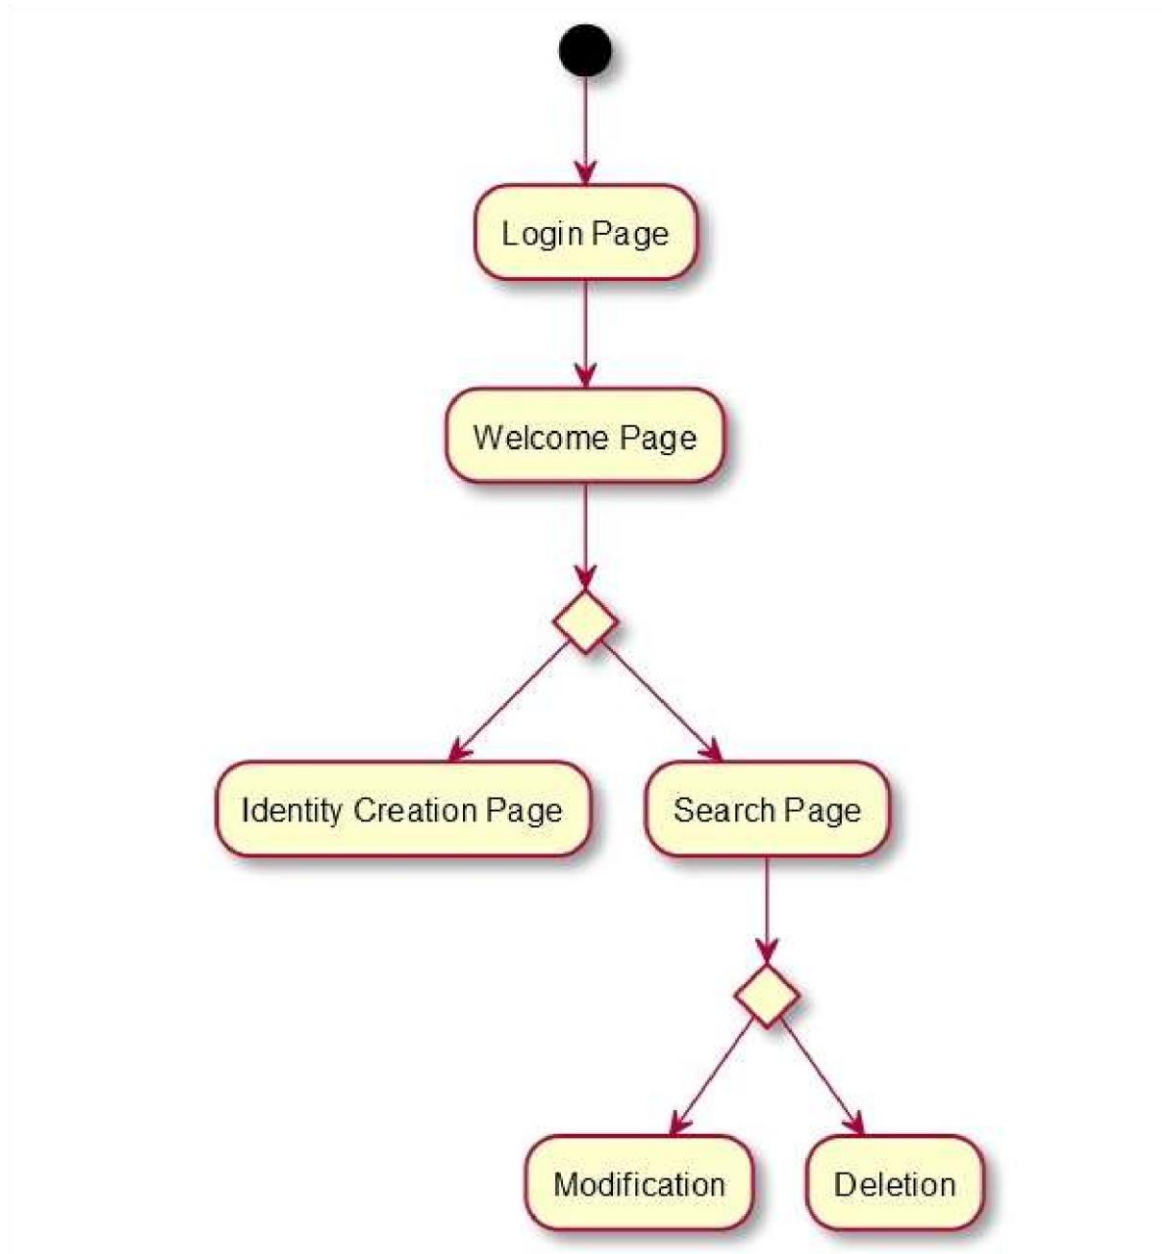 Login Page
Welcome Page
Identity Creation Page
Search Page
Modification
Deletion